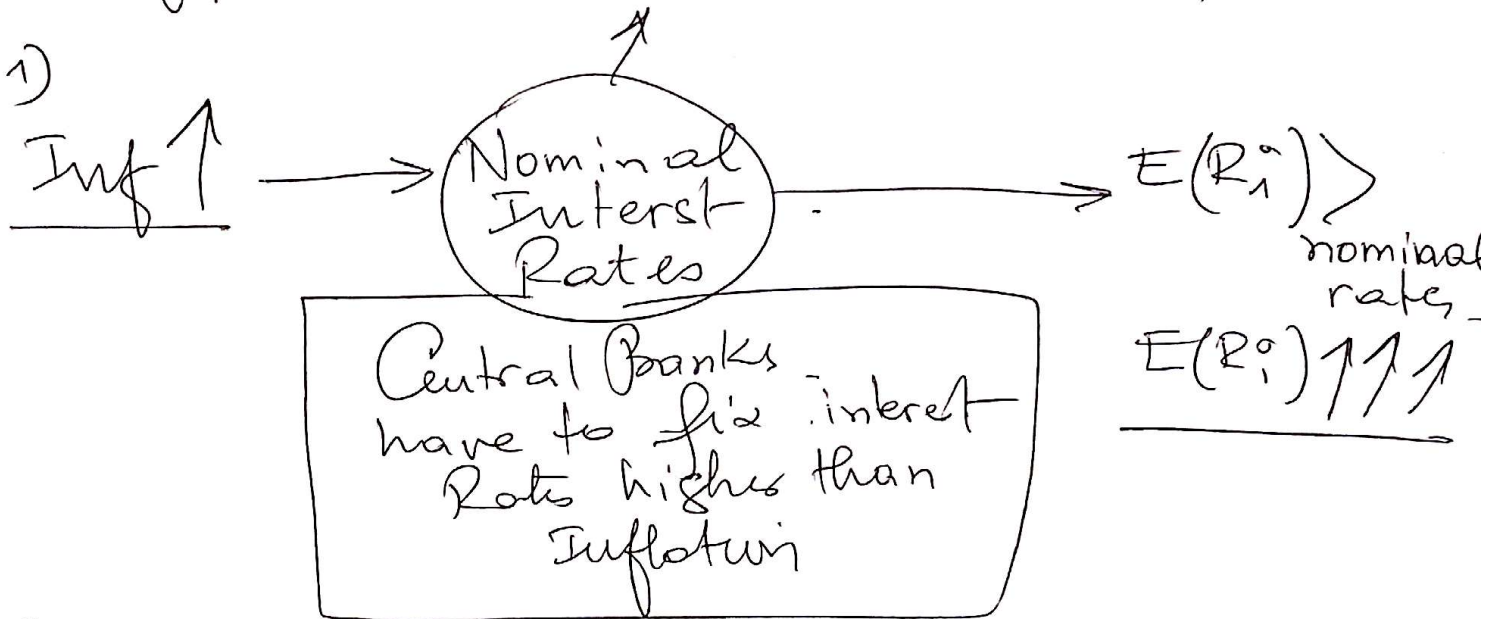 1)
Inf ↑
Nominal
Interst
Rates
E(Ri) >
nominal
rates
E(Ri) ↑↑↑
Central Banks
have to fix interet
Rates higher than
Inflation